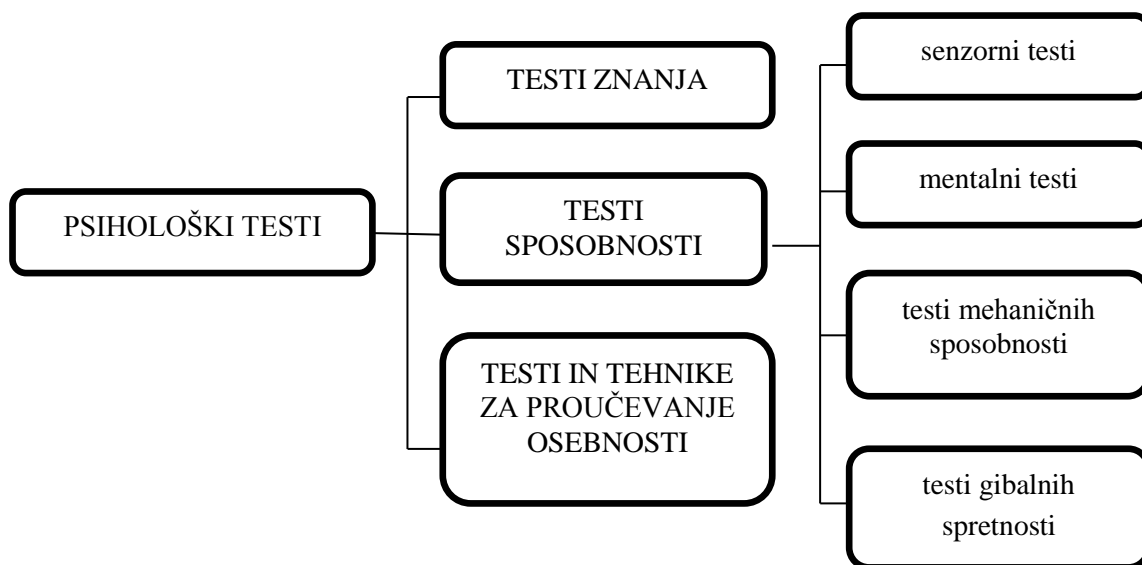 PSIHOLOŠKI TESTI
TESTI ZNANJA
TESTI
SPOSOBNOSTI
TESTI IN TEHNIKE
ZA PROUČEVANJE
OSEBNOSTI
senzorni testi
mentalni testi
testi mehaničnih
sposobnosti
testi gibalnih
spretnosti